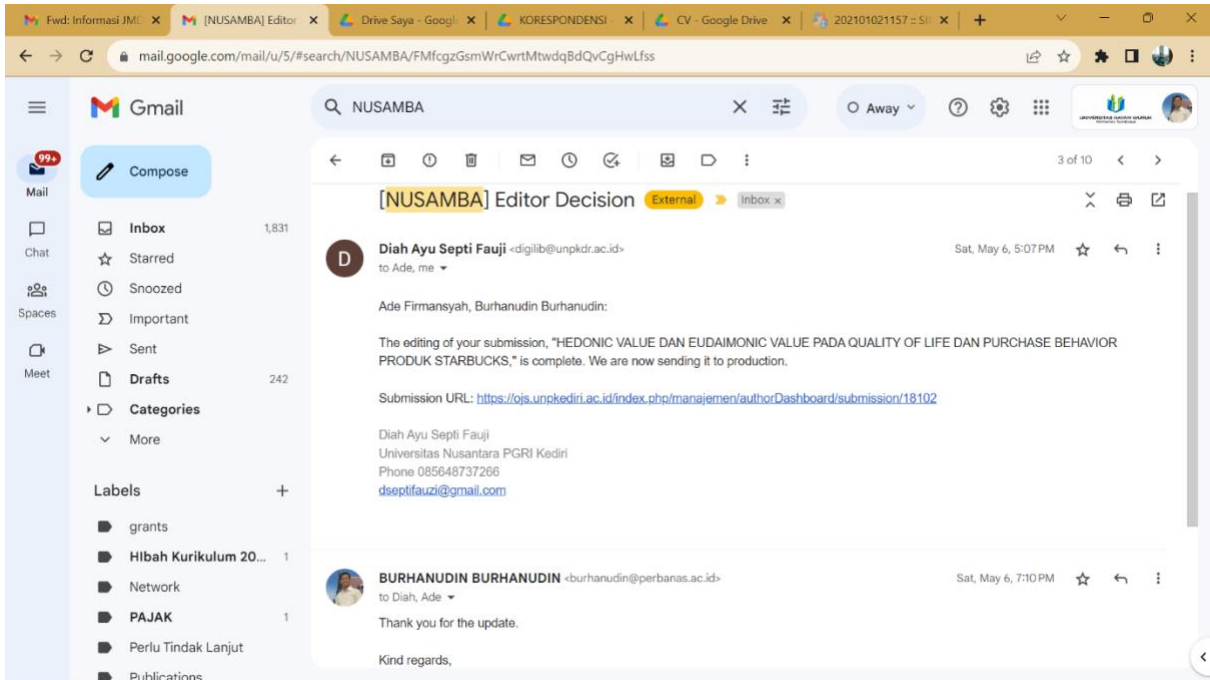 Fwd: Informasi JMD
[NUSAMBA] Editor
Drive Saya - Googl
KORESPONDENSI -
CV - Google Drive
202101021157 :: SI
mail.google.com/mail/u/5/#search/NUSAMBA/FMfcgzGsmWrCwrtMtwdqBdQvCgHwLfss
Gmail
NUSAMBA
Away
UNIVERSITAS HAYAM WURUK
99+
Mail
Compose
3 of 10
[NUSAMBA] Editor Decision External Inbox x
Inbox 1,831
Chat
Starred
D
Diah Ayu Septi Fauji <digilib@unpkdr.ac.id> Sat, May 6, 5:07 PM
to Ade, me
Snoozed
Spaces
Ade Firmansyah, Burhanudin Burhanudin:
Important
The editing of your submission, "HEDONIC VALUE DAN EUDAIMONIC VALUE PADA QUALITY OF LIFE DAN PURCHASE BEHAVIOR
PRODUK STARBUCKS," is complete. We are now sending it to production.
Sent
Meet
Drafts 242
Submission URL: https://ojs.unpkediri.ac.id/index.php/manajemen/authorDashboard/submission/18102
Categories
More
Diah Ayu Septi Fauji
Universitas Nusantara PGRI Kediri
Phone 085648737266
dseptifauzi@gmail.com
Labels
grants
HIbah Kurikulum 20... 1
Network
BURHANUDIN BURHANUDIN <burhanudin@perbanas.ac.id> Sat, May 6, 7:10 PM
to Diah, Ade
PAJAK 1
Thank you for the update.
Perlu Tindak Lanjut
Kind regards,
Publications